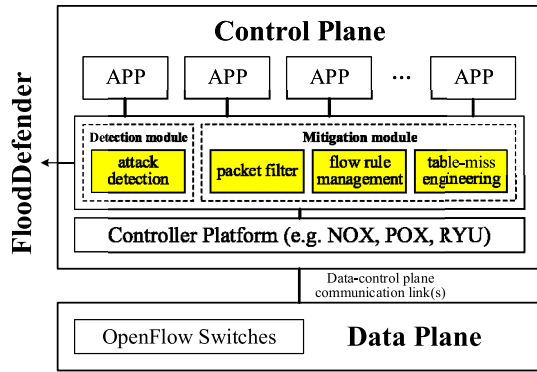 Control Plane
APP
APP
APP
...
APP
FloodDefender
Detection module
attack
detection
Mitigation module
packet filter
flow rule
management
table-miss
engineering
Controller Platform (e.g. NOX, POX, RYU)
Data-control plane
communication link(s)
OpenFlow Switches
Data Plane